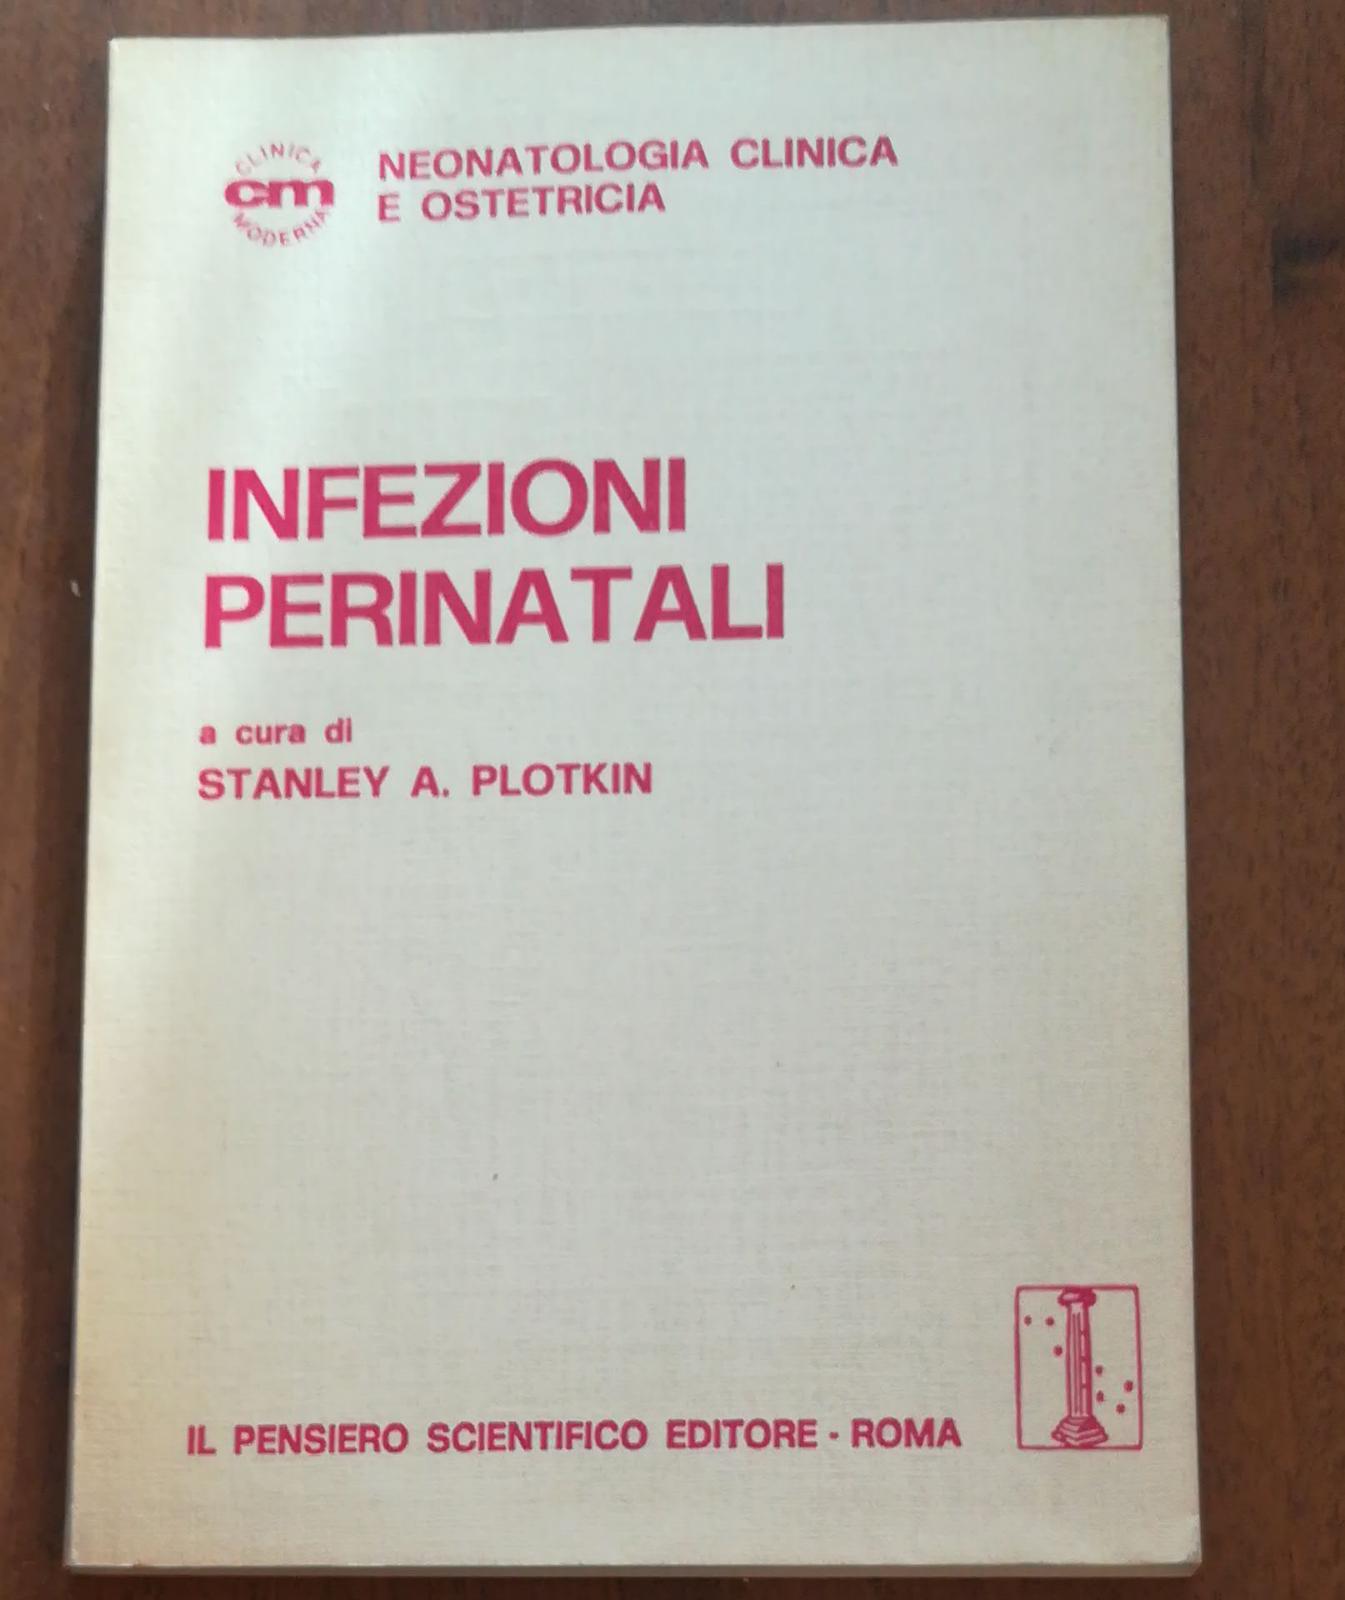 CLINICA
cm
MODERNA
NEONATOLOGIA CLINICA
E OSTETRICIA
INFEZIONI
PERINATALI
a cura di
STANLEY A. PLOTKIN
IL PENSIERO SCIENTIFICO EDITORE - ROMA